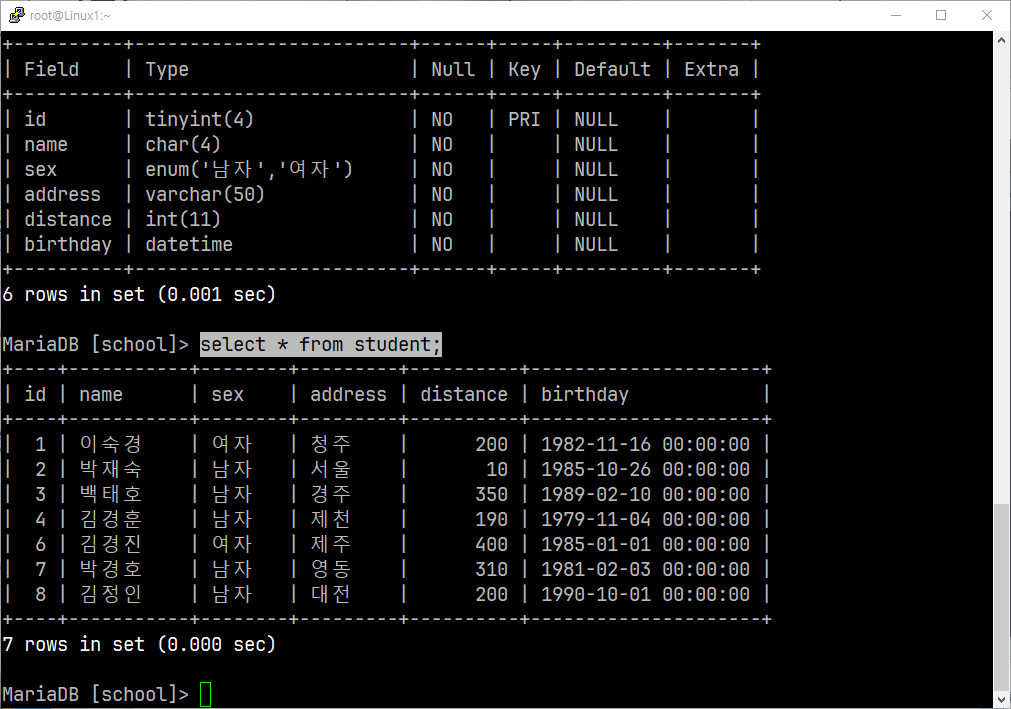 root@Linux1:~
+----------+-------------------------+------+-----+---------+-------+
| Field    | Type                    | Null | Key | Default | Extra |
+----------+-------------------------+------+-----+---------+-------+
| id       | tinyint(4)              | NO   | PRI | NULL    |       |
| name     | char(4)                 | NO   |     | NULL    |       |
| sex      | enum('남자','여자')     | NO   |     | NULL    |       |
| address  | varchar(50)             | NO   |     | NULL    |       |
| distance | int(11)                 | NO   |     | NULL    |       |
| birthday | datetime                | NO   |     | NULL    |       |
+----------+-------------------------+------+-----+---------+-------+
6 rows in set (0.001 sec)
MariaDB [school]> select * from student;
+----+-----------+--------+---------+----------+---------------------+
| id | name      | sex    | address | distance | birthday            |
+----+-----------+--------+---------+----------+---------------------+
|  1 | 이숙경    | 여자   | 청주    |      200 | 1982-11-16 00:00:00 |
|  2 | 박재숙    | 남자   | 서울    |       10 | 1985-10-26 00:00:00 |
|  3 | 백태호    | 남자   | 경주    |      350 | 1989-02-10 00:00:00 |
|  4 | 김경훈    | 남자   | 제천    |      190 | 1979-11-04 00:00:00 |
|  6 | 김경진    | 여자   | 제주    |      400 | 1985-01-01 00:00:00 |
|  7 | 박경호    | 남자   | 영동    |      310 | 1981-02-03 00:00:00 |
|  8 | 김정인    | 남자   | 대전    |      200 | 1990-10-01 00:00:00 |
+----+-----------+--------+---------+----------+---------------------+
7 rows in set (0.000 sec)
MariaDB [school]>